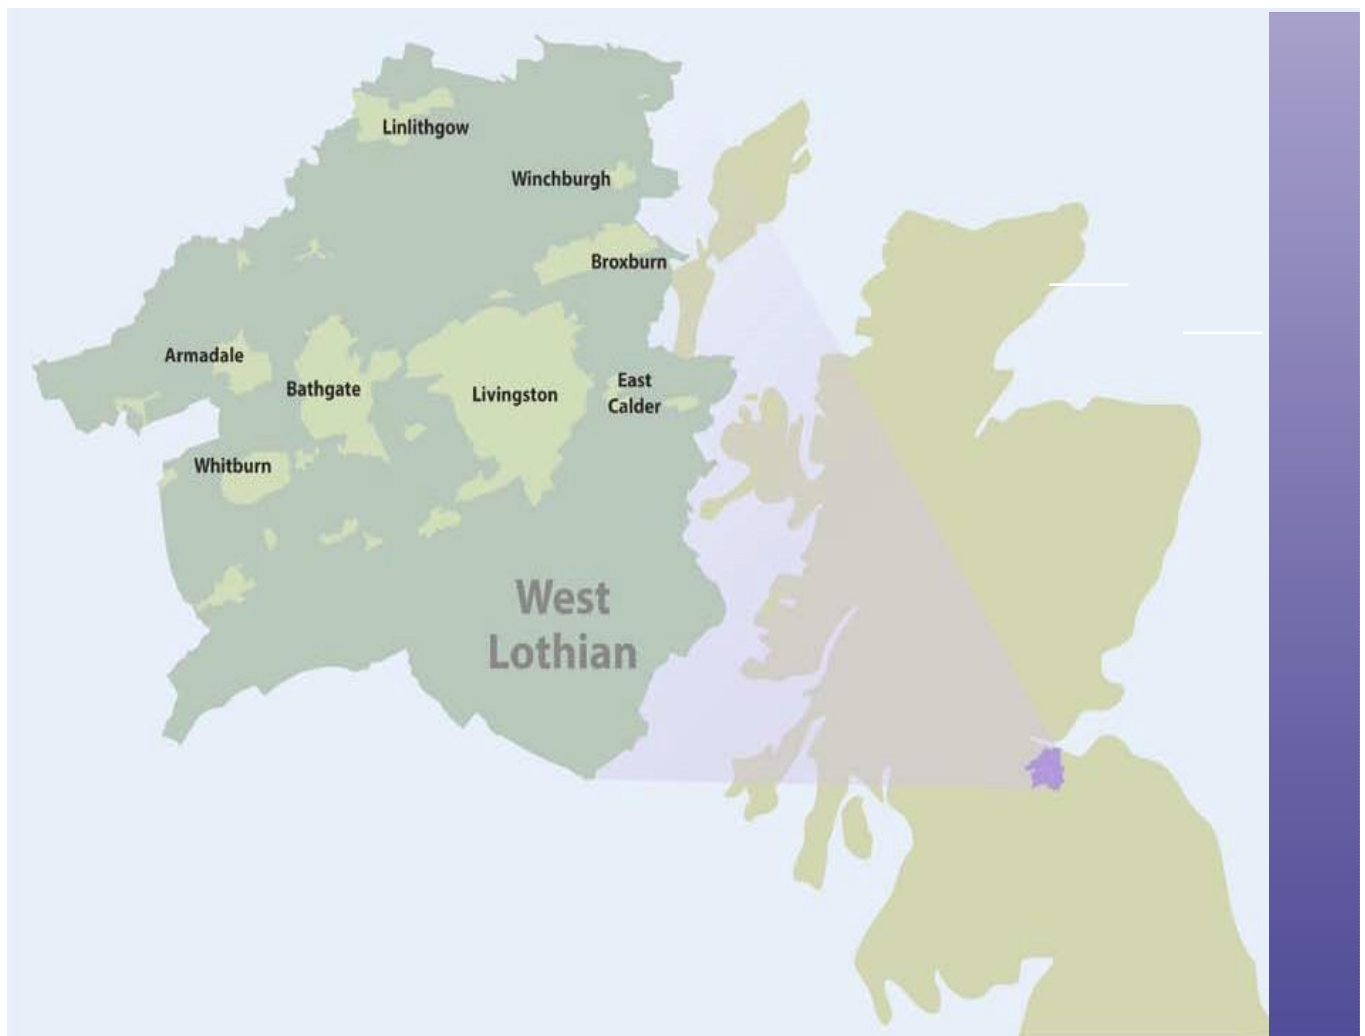 Linlithgow
Winchburgh
Broxburn
Armadale
Bathgate
Livingston
East
Calder
Whitburn
West
Lothian